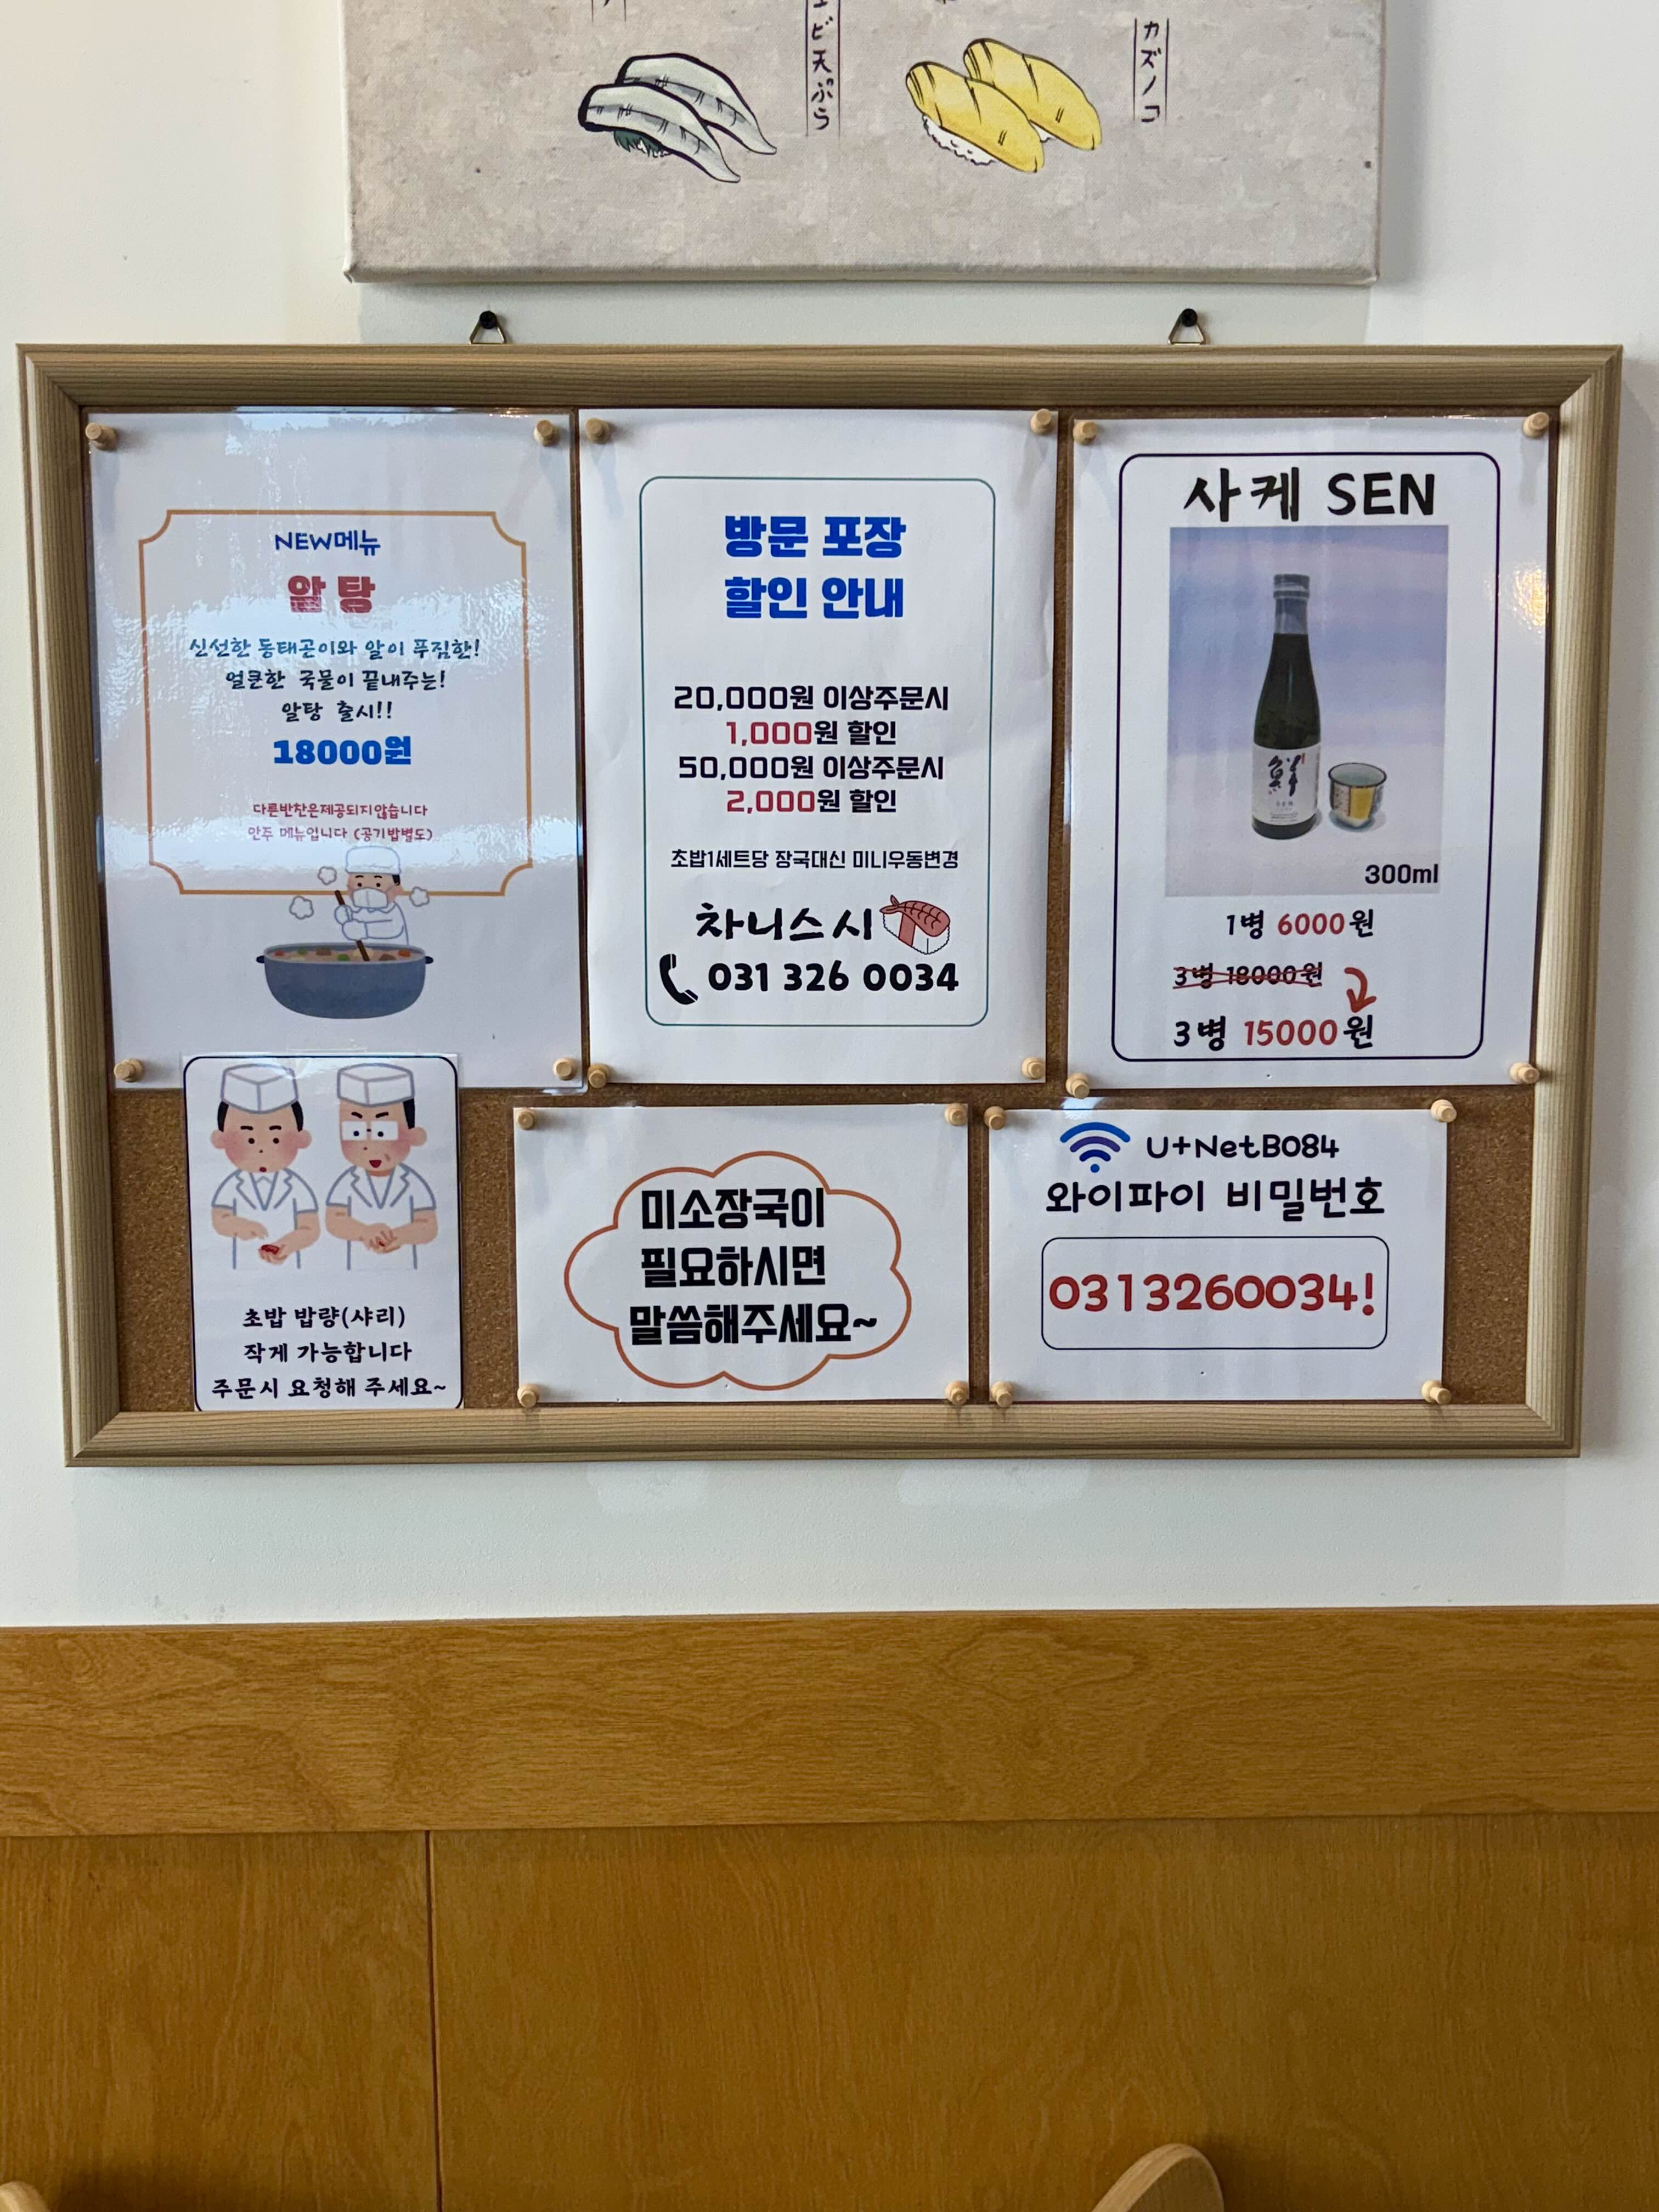 エビ天ぷら
カズノコ
NEW메뉴
알 탕
신선한 동태곤이와 알이 푸짐한!
얼큰한 국물이 끝내주는!
알탕 출시!!
18000원
다른반찬은제공되지않습니다
안주 메뉴입니다 (공기밥별도)
방문 포장
할인 안내
20,000원 이상주문시
1,000원 할인
50,000원 이상주문시
2,000원 할인
초밥1세트당 장국대신 미니우동변경
차니스시
031 326 0034
사케 SEN
鮮
300ml
1병 6000원
3병 18000원
3병 15000원
초밥 밥량(샤리)
작게 가능합니다
주문시 요청해 주세요~
미소장국이
필요하시면
말씀해주세요~
U+NetB084
와이파이 비밀번호
0313260034!